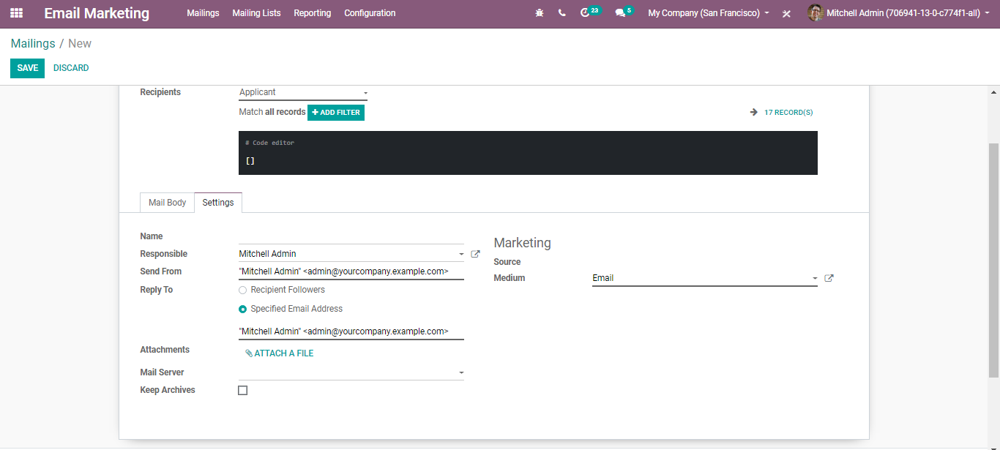 Email Marketing Mailings Mailing Lists Reporting Configuration 23 5 My Company (San Francisco) Mitchell Admin (706941-13-0-c774f1-all)
Mailings / New
SAVE DISCARD
Recipients Applicant
Match all records + ADD FILTER 17 RECORD(S)
# Code editor
[]
Mail Body Settings
Name
Marketing
Responsible Mitchell Admin
Source
Send From "Mitchell Admin" <admin@yourcompany.example.com>
Medium Email
Reply To Recipient Followers
Specified Email Address
"Mitchell Admin" <admin@yourcompany.example.com>
Attachments ATTACH A FILE
Mail Server
Keep Archives